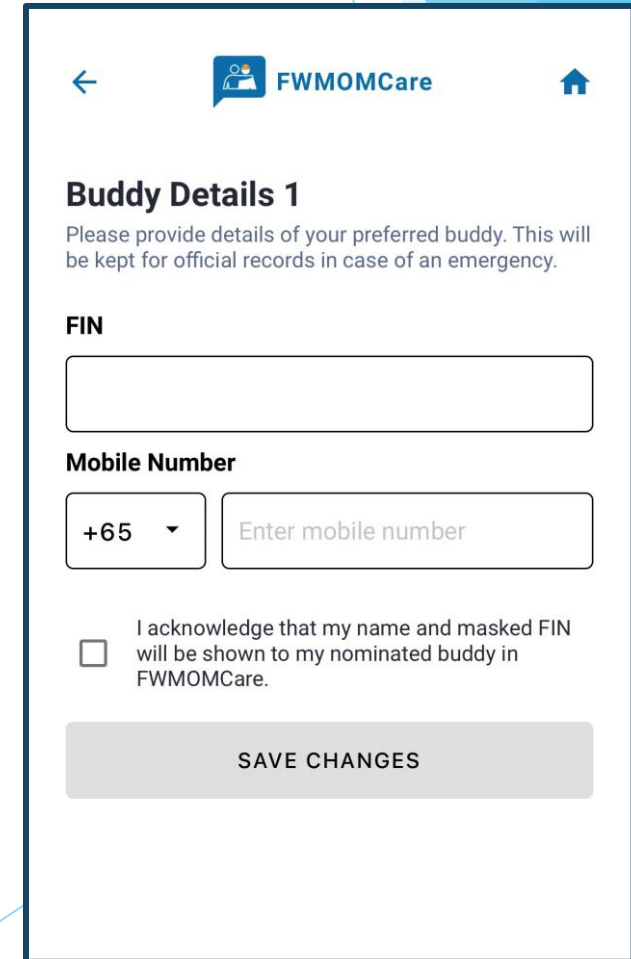 FWMOMCare
Buddy Details 1
Please provide details of your preferred buddy. This will
be kept for official records in case of an emergency.
FIN
Mobile Number
+65
Enter mobile number
I acknowledge that my name and masked FIN
will be shown to my nominated buddy in
FWMOMCare.
SAVE CHANGES